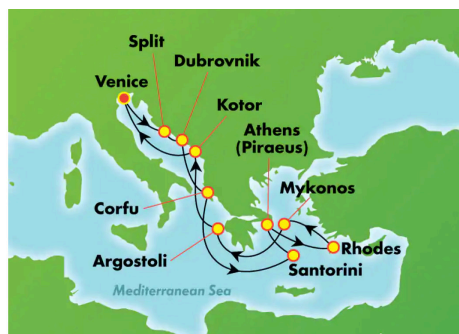 Split
Dubrovnik
Venice
Kotor
Athens
(Piraeus)
Mykonos
Corfu
Rhodes
Argostoli
Santorini
Mediterranean Sea